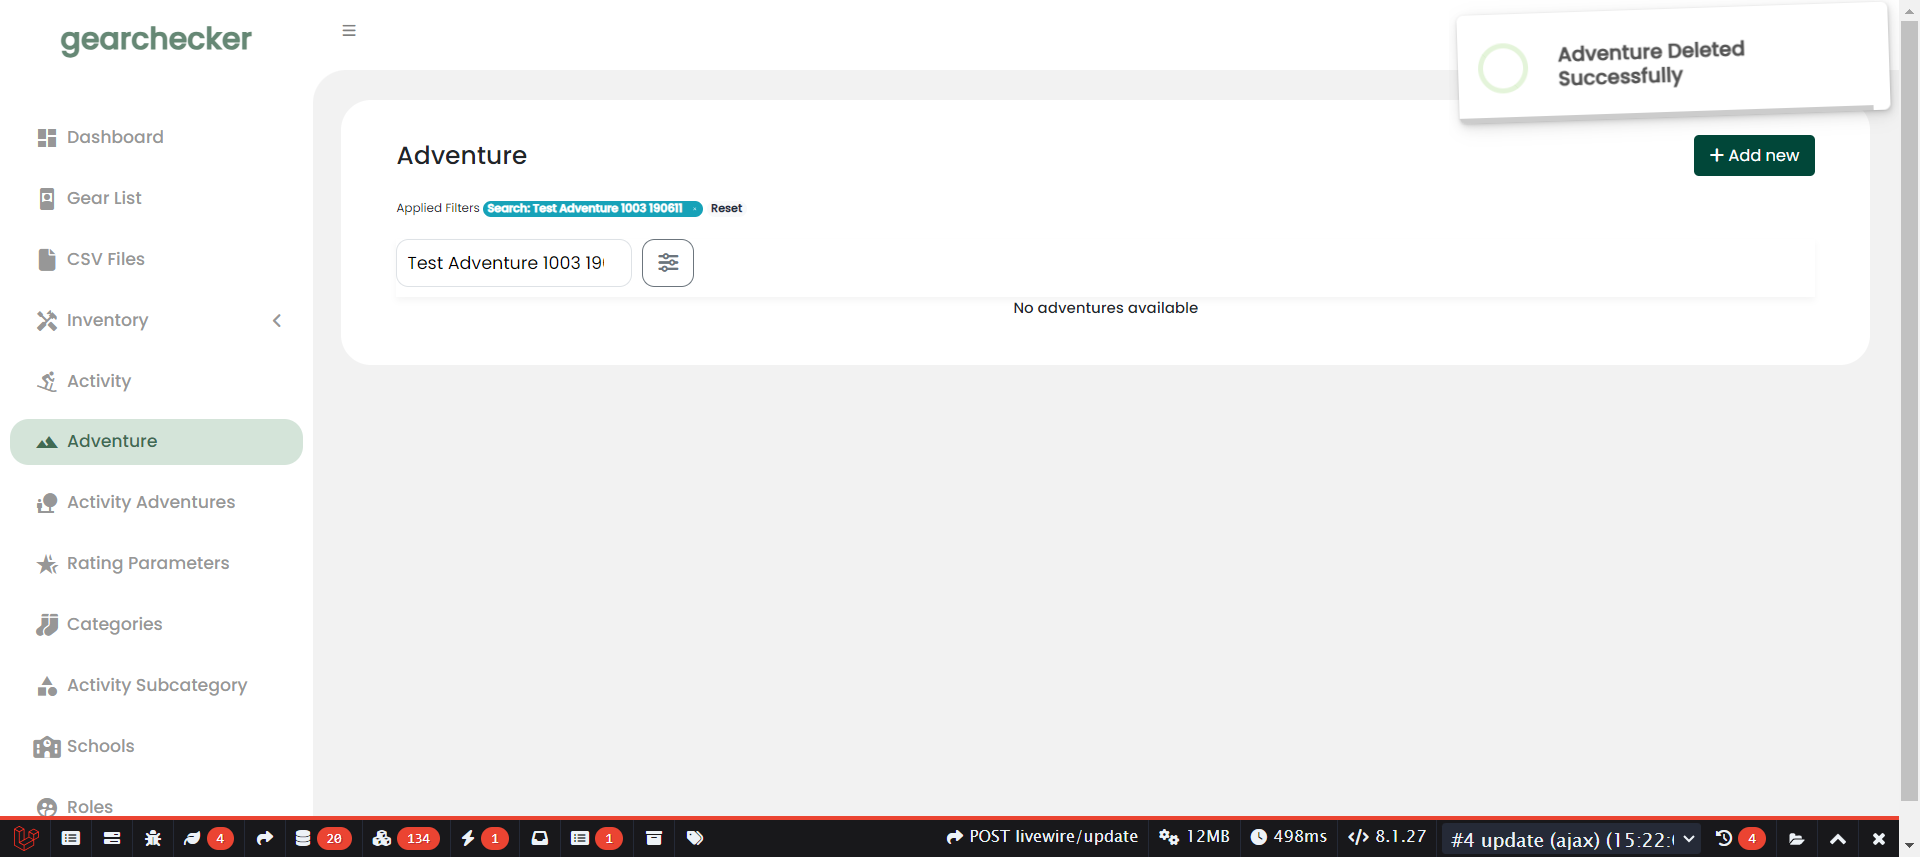 gearchecker
Adventure Deleted
Successfully
Dashboard
Gear List
CSV Files
Inventory
Activity
Adventure
Activity Adventures
Rating Parameters
Categories
Activity Subcategory
Schools
Roles
Adventure
+ Add new
Applied Filters Search: Test Adventure 1003 190611 Reset
Test Adventure 1003 19
No adventures available
4 20 134 1 1 POST livewire/update 12MB 498ms 8.1.27 #4 update (ajax) (15:22: 4